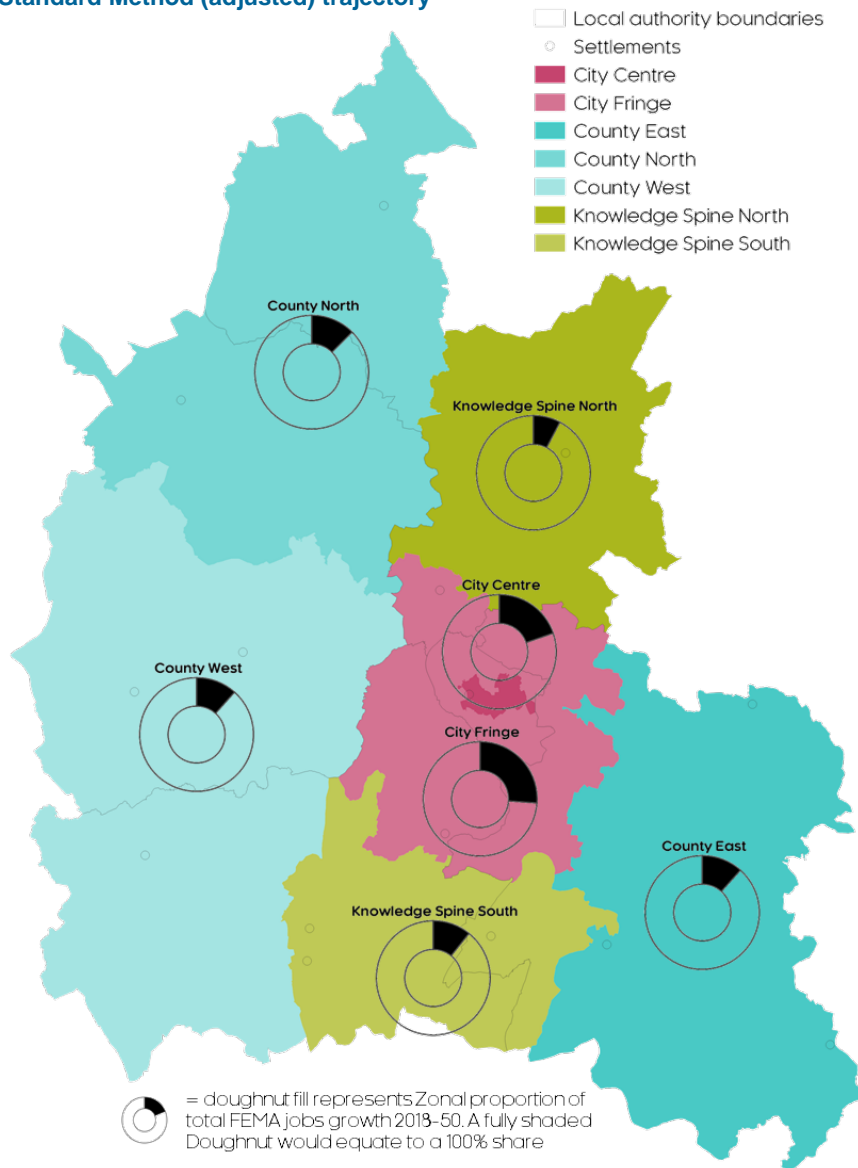 Standard Method (adjusted) trajectory
Local authority boundaries
Settlements
City Centre
City Fringe
County East
County North
County West
Knowledge Spine North
Knowledge Spine South
County North
Knowledge Spine North
City Centre
County West
City Fringe
County East
Knowledge Spine South
= doughnut fill represents Zonal proportion of
total FEMA jobs growth 2018-50. A fully shaded
Doughnut would equate to a 100% share